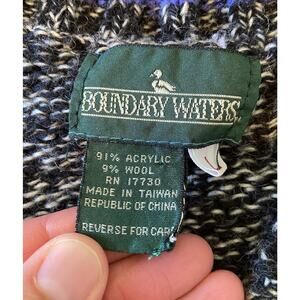 BOUNDARY WATERS
91% ACRYLIC
9% WOOL
RN 17730
MADE IN TAIWAN
REPUBLIC OF CHINA
REVERSE FOR CARE